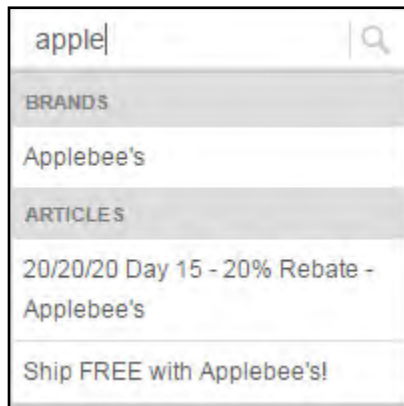 apple
BRANDS
Applebee's
ARTICLES
20/20/20 Day 15 - 20% Rebate -
Applebee's
Ship FREE with Applebee's!